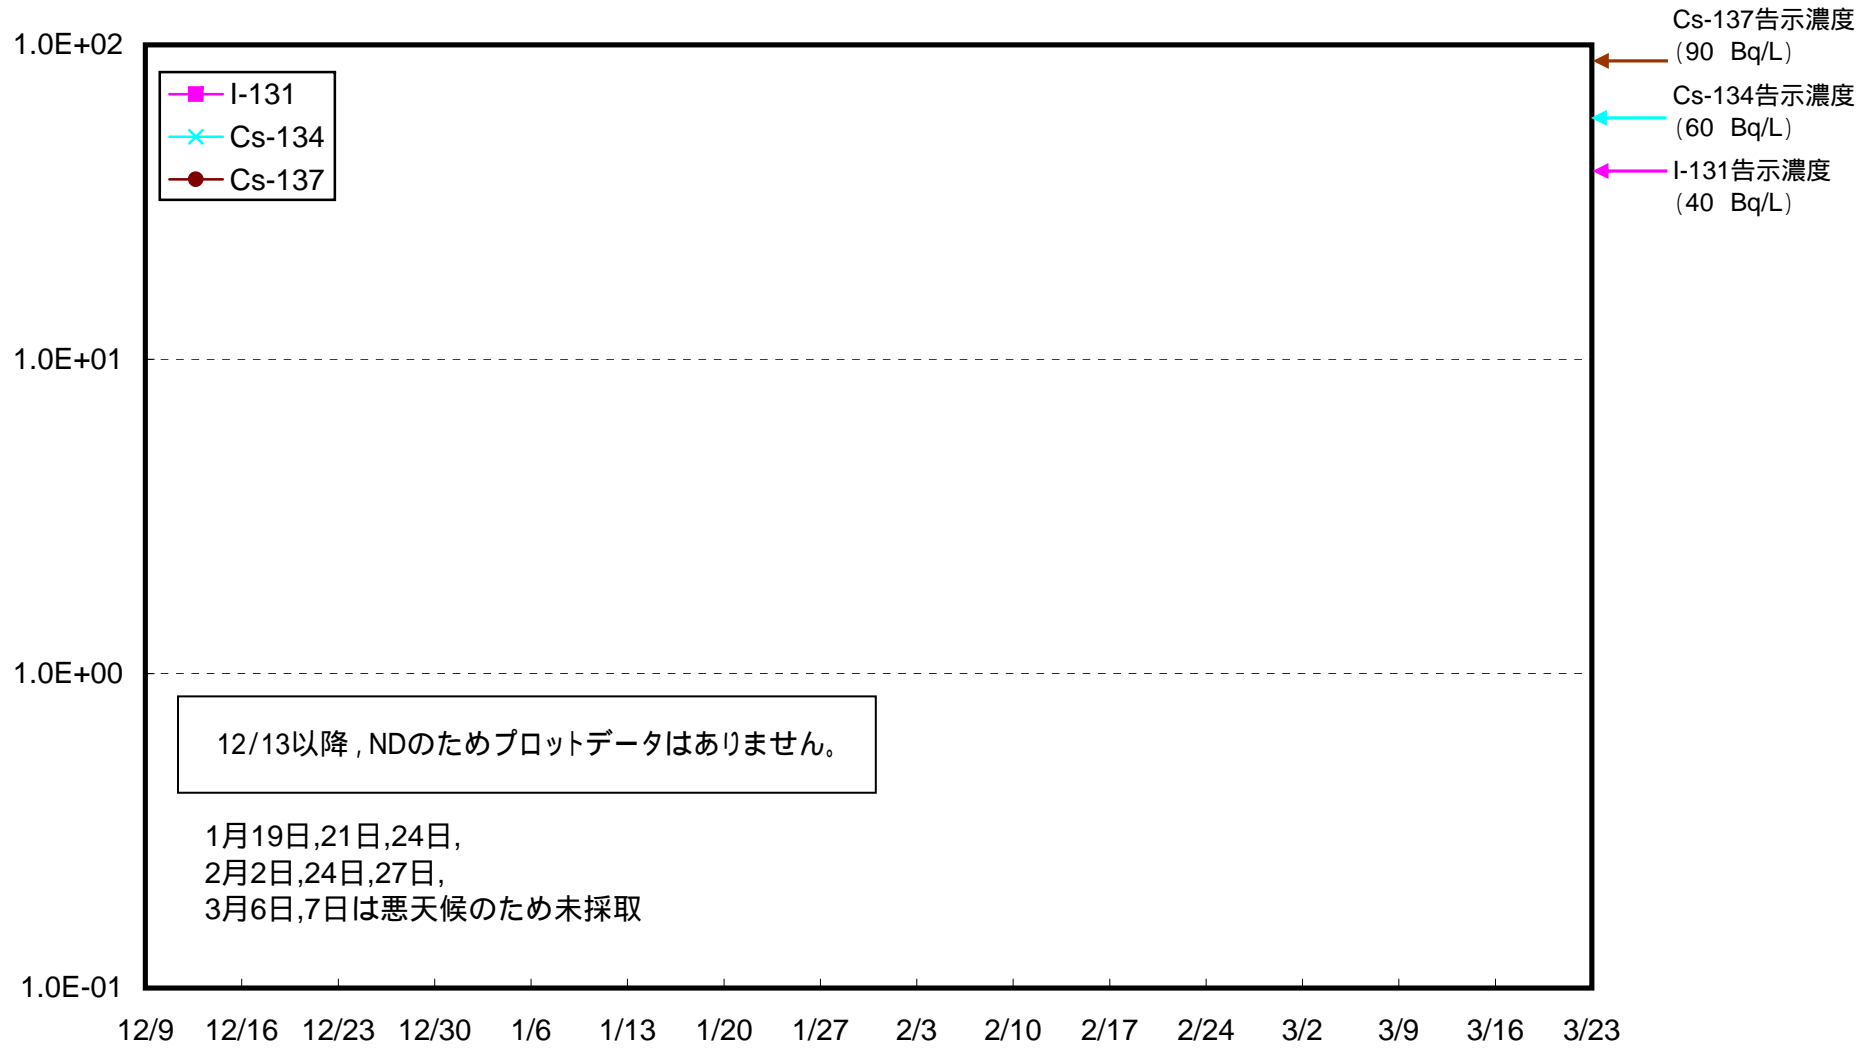 Cs-137告示濃度
(90 Bq/L)
Cs-134告示濃度
(60 Bq/L)
I-131告示濃度
(40 Bq/L)
1.0E+02
1.0E+01
1.0E+00
1.0E-01
I-131
Cs-134
Cs-137
12/13以降,NDのためプロットデータはありません。
1月19日,21日,24日,
2月2日,24日,27日,
3月6日,7日は悪天候のため未採取
12/9 12/16 12/23 12/30 1/6 1/13 1/20 1/27 2/3 2/10 2/17 2/24 3/2 3/9 3/16 3/23